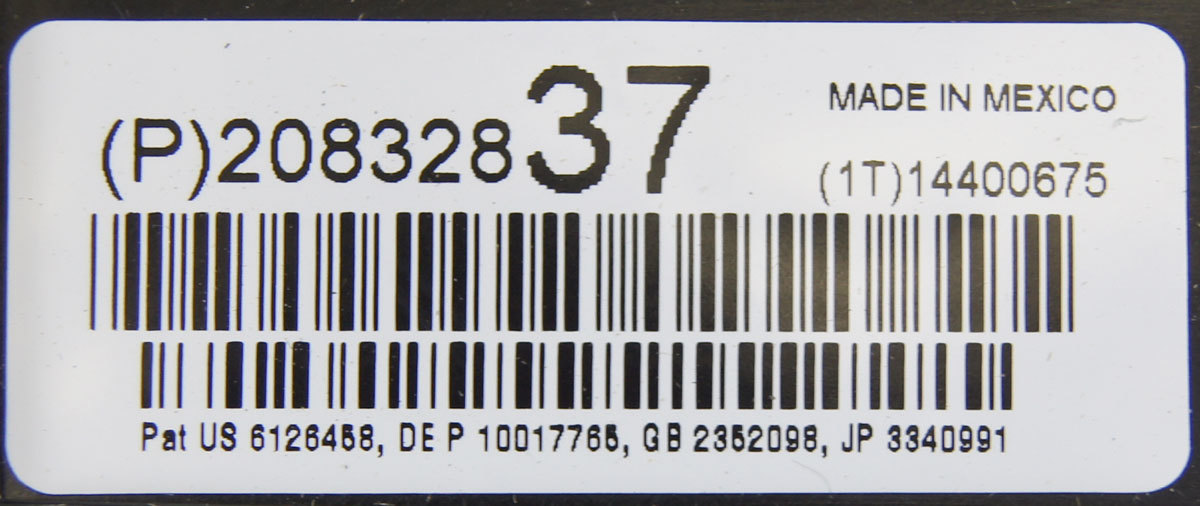 (P)20832837
MADE IN MEXICO
(1T)14400675
Pat US 6126458, DE P 10017765, GB 2352098, JP 3340991